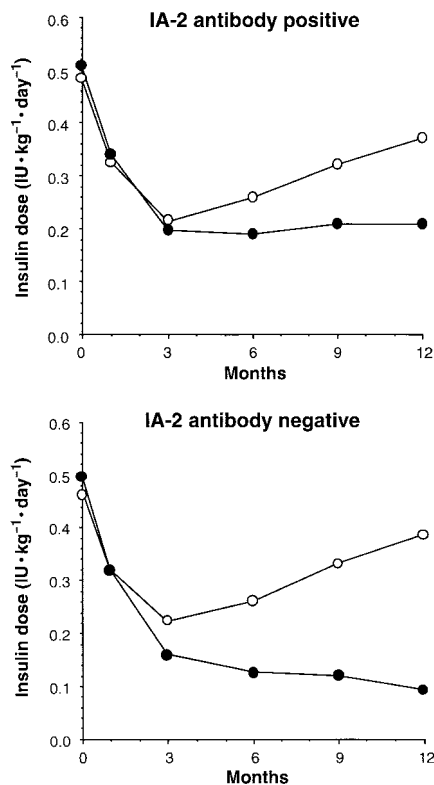 IA-2 antibody positive
Insulin dose (IU·kg⁻¹·day⁻¹)
0.6
0.5
0.4
0.3
0.2
0.1
0.0
0 3 6 9 12
Months
IA-2 antibody negative
Insulin dose (IU·kg⁻¹·day⁻¹)
0.6
0.5
0.4
0.3
0.2
0.1
0.0
0 3 6 9 12
Months